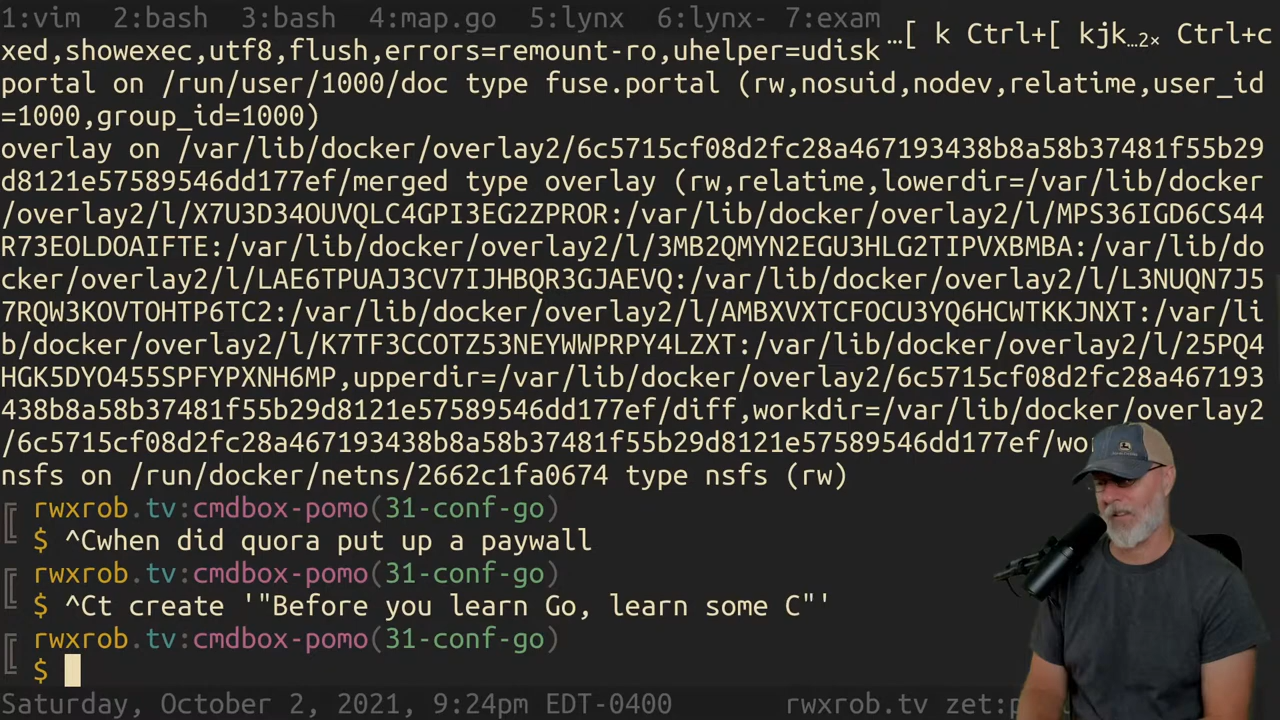 1:vim 2:bash 3:bash 4:map.go 5:lynx 6:lynx- 7:exam
…[ k Ctrl+[ kjk…2× Ctrl+c
xed,showexec,utf8,flush,errors=remount-ro,uhelper=udisk
portal on /run/user/1000/doc type fuse.portal (rw,nosuid,nodev,relatime,user_id
=1000,group_id=1000)
overlay on /var/lib/docker/overlay2/6c5715cf08d2fc28a467193438b8a58b37481f55b29
d8121e57589546dd177ef/merged type overlay (rw,relatime,lowerdir=/var/lib/docker
/overlay2/l/X7U3D34OUVQLC4GPI3EG2ZPROR:/var/lib/docker/overlay2/l/MPS36IGD6CS44
R73EOLDOAIFTE:/var/lib/docker/overlay2/l/3MB2QMYN2EGU3HLG2TIPVXBMBA:/var/lib/do
cker/overlay2/l/LAE6TPUAJ3CV7IJHBQR3GJAEVQ:/var/lib/docker/overlay2/l/L3NUQN7J5
7RQW3KOVTOHTP6TC2:/var/lib/docker/overlay2/l/AMBXVXTCFOCU3YQ6HCWTKKJNXT:/var/li
b/docker/overlay2/l/K7TF3CCOTZ53NEYWWPRPY4LZXT:/var/lib/docker/overlay2/l/25PQ4
HGK5DYO455SPFYPXNH6MP,upperdir=/var/lib/docker/overlay2/6c5715cf08d2fc28a467193
438b8a58b37481f55b29d8121e57589546dd177ef/diff,workdir=/var/lib/docker/overlay2
/6c5715cf08d2fc28a467193438b8a58b37481f55b29d8121e57589546dd177ef/wo
nsfs on /run/docker/netns/2662c1fa0674 type nsfs (rw)
rwxrob.tv:cmdbox-pomo(31-conf-go)
$ ^Cwhen did quora put up a paywall
rwxrob.tv:cmdbox-pomo(31-conf-go)
$ ^Ct create '"Before you learn Go, learn some C"'
rwxrob.tv:cmdbox-pomo(31-conf-go)
$
Saturday, October 2, 2021, 9:24pm EDT-0400 rwxrob.tv zet:p